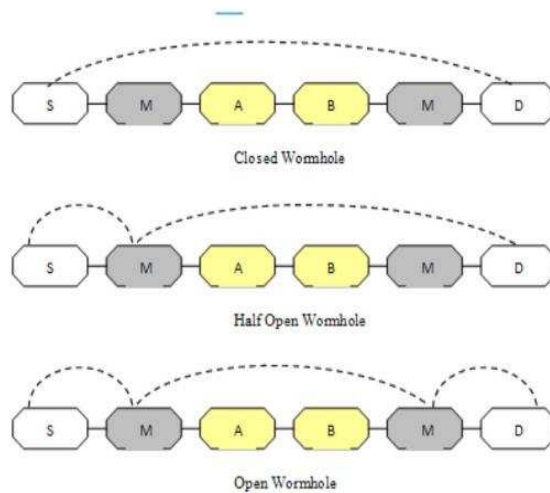 S M A B M D
Closed Wormhole
S M A B M D
Half Open Wormhole
S M A B M D
Open Wormhole